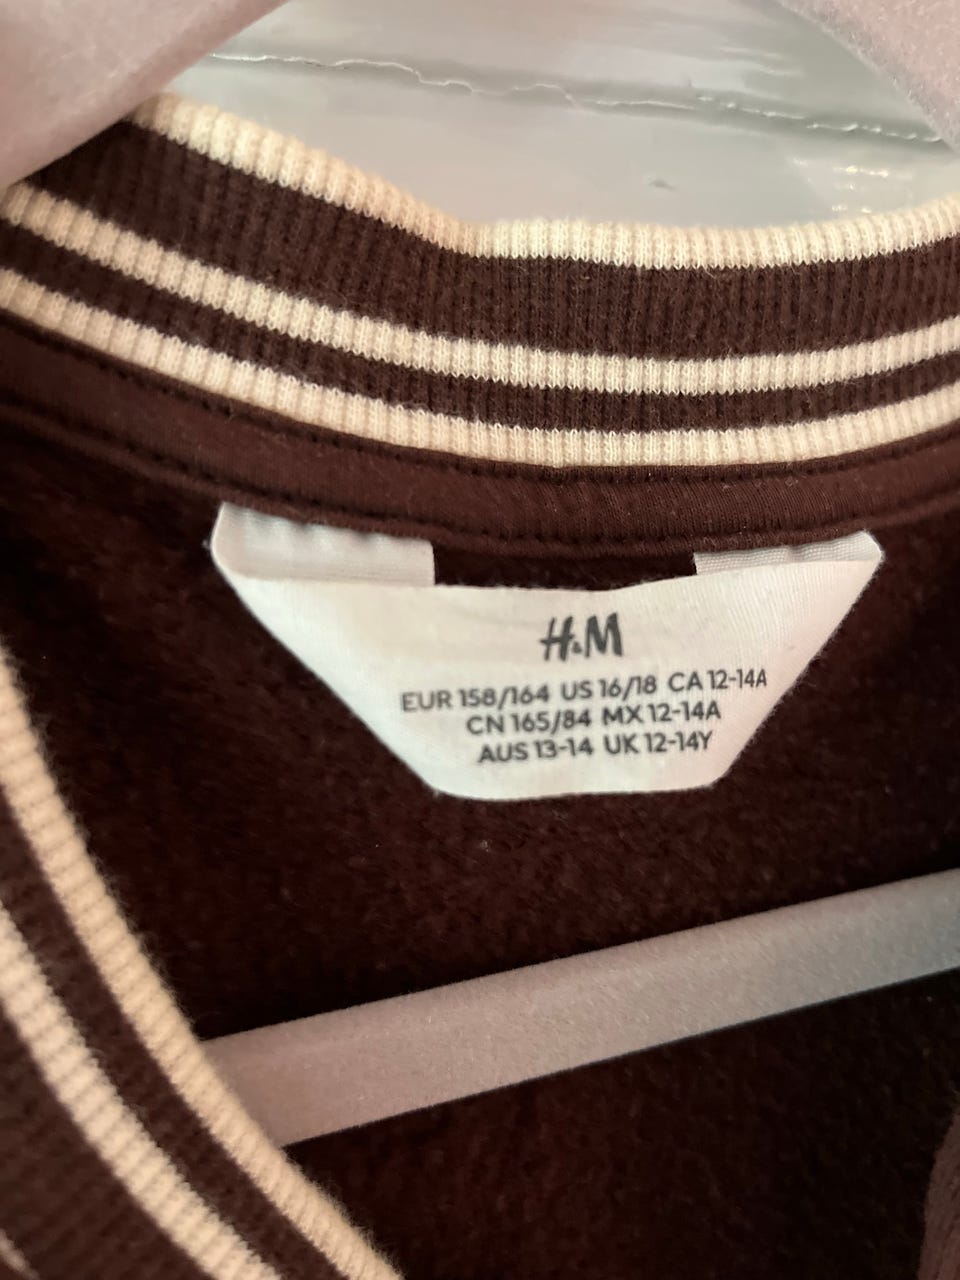 H&M
EUR 158/164 US 16/18 CA 12-14A
CN 165/84 MX 12-14A
AUS 13-14 UK 12-14Y